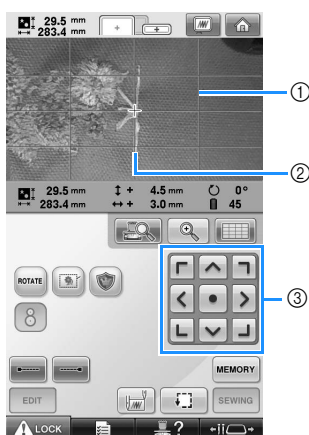 29.5 mm
283.4 mm
①
②
29.5 mm + 4.5 mm 0°
283.4 mm + 3.0 mm 45
ROTATE
③
8
MEMORY
EDIT SEWING
LOCK ?